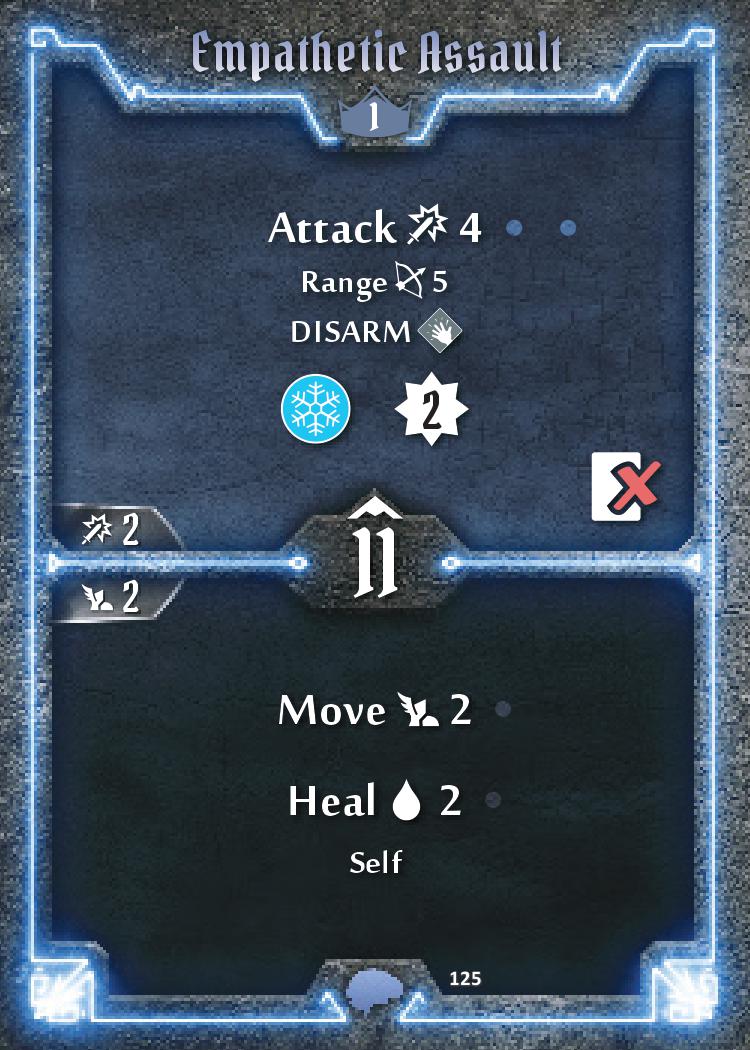 Empathetic Assault
1
Attack 4
Range 5
DISARM
2
2
11
2
Move 2
Heal 2
Self
125